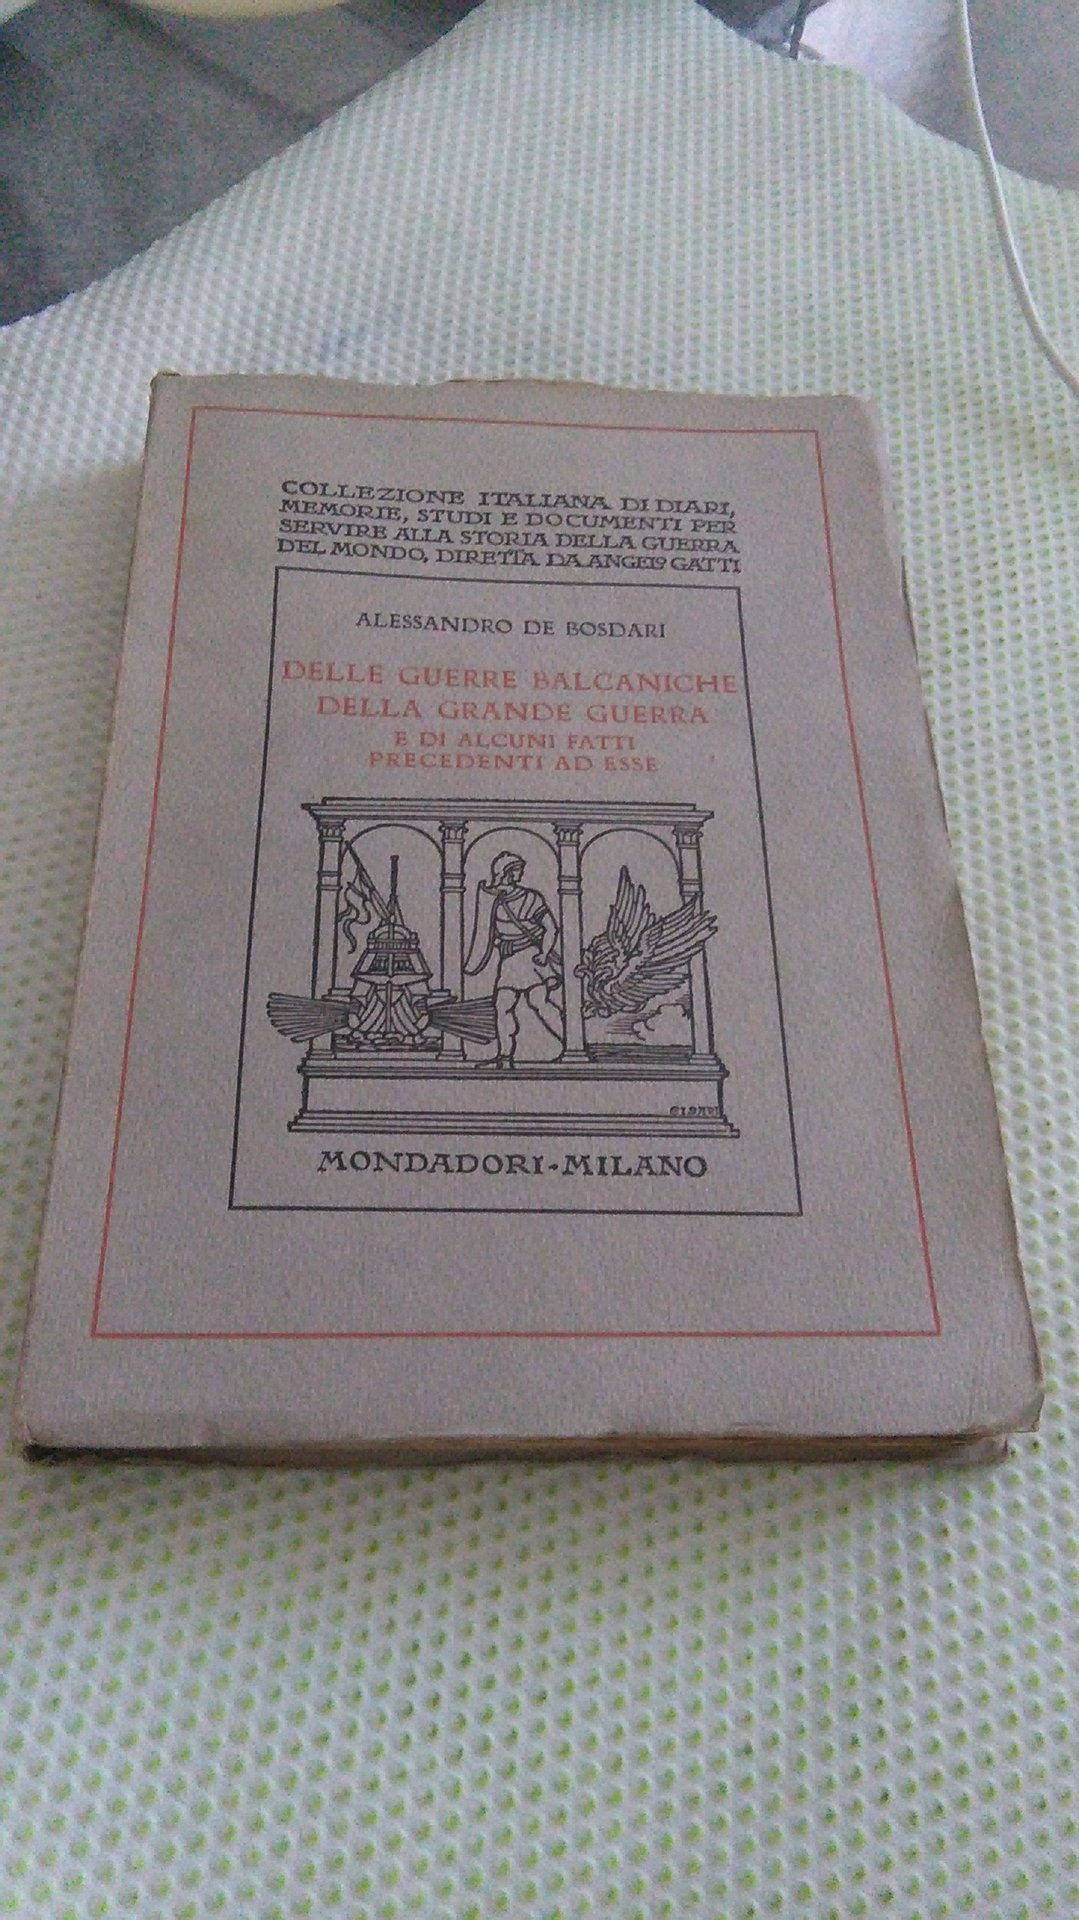 COLLEZIONE ITALIANA DI DIARI,
MEMORIE, STUDI E DOCUMENTI PER
SERVIRE ALLA STORIA DELLA GUERRA
DEL MONDO, DIRETTA DA ANGELO GATTI
ALESSANDRO DE BOSDARI
DELLE GUERRE BALCANICHE
DELLA GRANDE GUERRA
E DI ALCUNI FATTI
PRECEDENTI AD ESSE
MONDADORI-MILANO